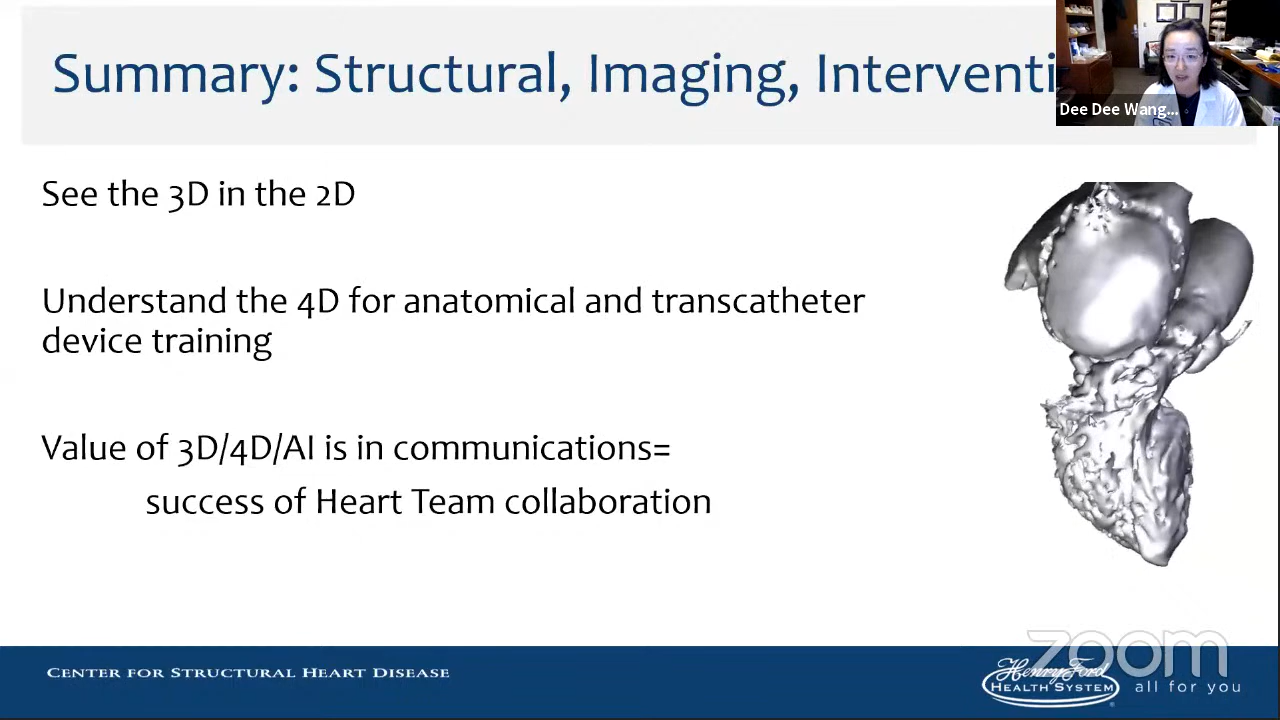 Summary: Structural, Imaging, Interventi
Dee Dee Wang...
See the 3D in the 2D
Understand the 4D for anatomical and transcatheter
device training
Value of 3D/4D/AI is in communications=
success of Heart Team collaboration
zoom
CENTER FOR STRUCTURAL HEART DISEASE
Henry Ford
HEALTH SYSTEM
®
all for you